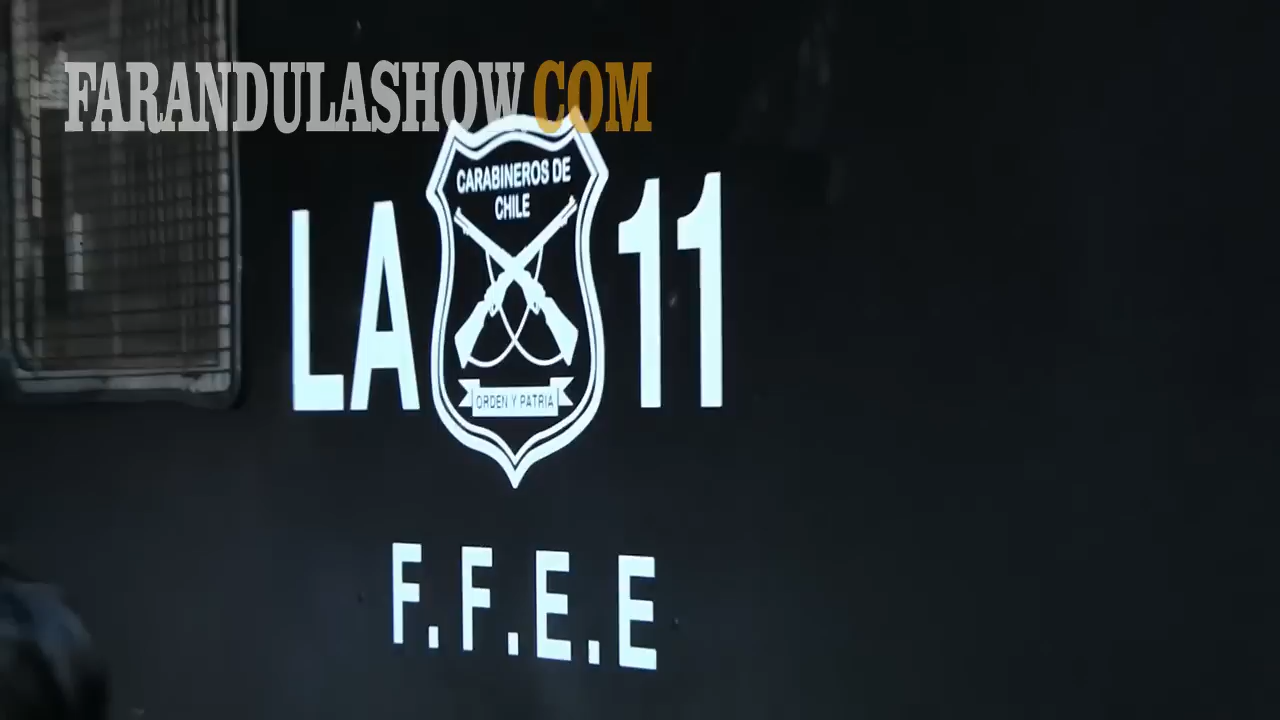 FARANDULASHOW.COM
CARABINEROS DE
CHILE
LA 11
ORDEN Y PATRIA
F.F.E.E